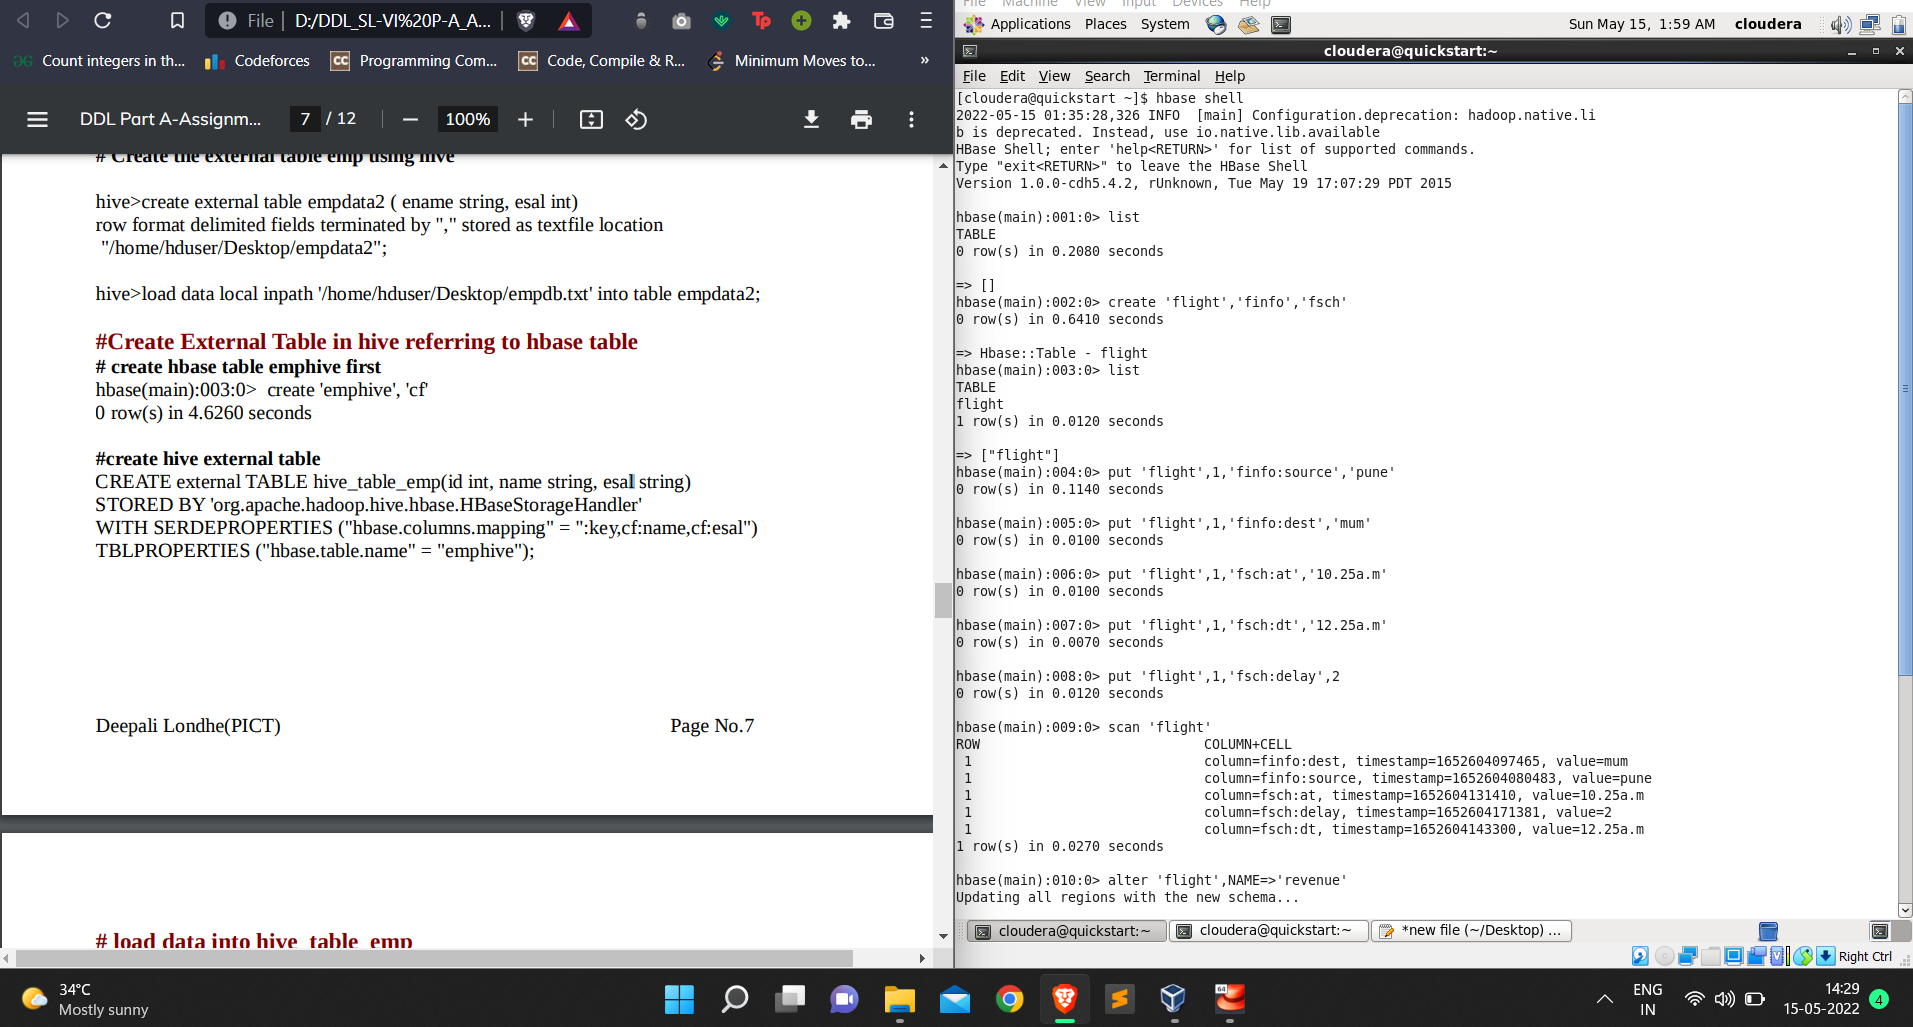 File
D:/DDL_SL-VI%20P-A_A...
Count integers in th...
Codeforces
Programming Com...
Code, Compile & R...
Minimum Moves to...
»
DDL Part A-Assignm...
7 / 12
100%
# Create the external table emp using hive
hive>create external table empdata2 ( ename string, esal int)
row format delimited fields terminated by "," stored as textfile location
"/home/hduser/Desktop/empdata2";
hive>load data local inpath '/home/hduser/Desktop/empdb.txt' into table empdata2;
#Create External Table in hive referring to hbase table
# create hbase table emphive first
hbase(main):003:0>  create 'emphive', 'cf'
0 row(s) in 4.6260 seconds
#create hive external table
CREATE external TABLE hive_table_emp(id int, name string, esal string)
STORED BY 'org.apache.hadoop.hive.hbase.HBaseStorageHandler'
WITH SERDEPROPERTIES ("hbase.columns.mapping" = ":key,cf:name,cf:esal")
TBLPROPERTIES ("hbase.table.name" = "emphive");
Deepali Londhe(PICT) Page No.7
# load data into hive_table_emp
File Machine View Input Devices Help
Applications Places System
Sun May 15, 1:59 AM cloudera
cloudera@quickstart:~
File Edit View Search Terminal Help
[cloudera@quickstart ~]$ hbase shell
2022-05-15 01:35:28,326 INFO  [main] Configuration.deprecation: hadoop.native.li
b is deprecated. Instead, use io.native.lib.available
HBase Shell; enter 'help<RETURN>' for list of supported commands.
Type "exit<RETURN>" to leave the HBase Shell
Version 1.0.0-cdh5.4.2, rUnknown, Tue May 19 17:07:29 PDT 2015
hbase(main):001:0> list
TABLE
0 row(s) in 0.2080 seconds
=> []
hbase(main):002:0> create 'flight','finfo','fsch'
0 row(s) in 0.6410 seconds
=> Hbase::Table - flight
hbase(main):003:0> list
TABLE
flight
1 row(s) in 0.0120 seconds
=> ["flight"]
hbase(main):004:0> put 'flight',1,'finfo:source','pune'
0 row(s) in 0.1140 seconds
hbase(main):005:0> put 'flight',1,'finfo:dest','mum'
0 row(s) in 0.0100 seconds
hbase(main):006:0> put 'flight',1,'fsch:at','10.25a.m'
0 row(s) in 0.0100 seconds
hbase(main):007:0> put 'flight',1,'fsch:dt','12.25a.m'
0 row(s) in 0.0070 seconds
hbase(main):008:0> put 'flight',1,'fsch:delay',2
0 row(s) in 0.0120 seconds
hbase(main):009:0> scan 'flight'
ROW COLUMN+CELL
1 column=finfo:dest, timestamp=1652604097465, value=mum
1 column=finfo:source, timestamp=1652604080483, value=pune
1 column=fsch:at, timestamp=1652604131410, value=10.25a.m
1 column=fsch:delay, timestamp=1652604171381, value=2
1 column=fsch:dt, timestamp=1652604143300, value=12.25a.m
1 row(s) in 0.0270 seconds
hbase(main):010:0> alter 'flight',NAME=>'revenue'
Updating all regions with the new schema...
cloudera@quickstart:~
cloudera@quickstart:~
*new file (~/Desktop) ...
Right Ctrl
34°C
Mostly sunny
64
ENG
IN
14:29
15-05-2022
4